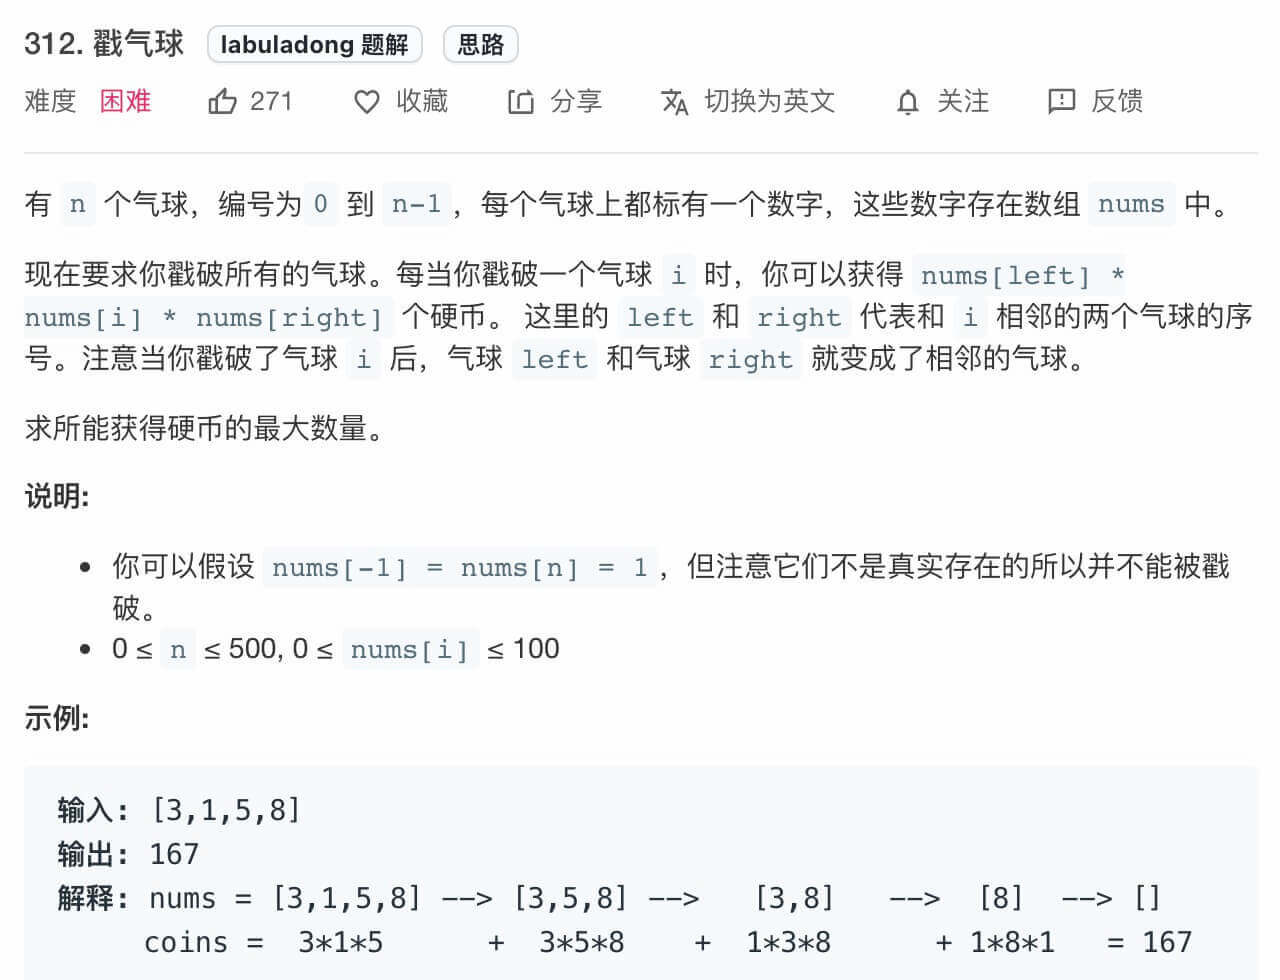 312. 戳气球 labuladong 题解 思路
难度 困难 271 收藏 分享 切换为英文 关注 反馈
有 n 个气球，编号为 0 到 n-1，每个气球上都标有一个数字，这些数字存在数组 nums 中。
现在要求你戳破所有的气球。每当你戳破一个气球 i 时，你可以获得 nums[left] *
nums[i] * nums[right] 个硬币。 这里的 left 和 right 代表和 i 相邻的两个气球的序
号。注意当你戳破了气球 i 后，气球 left 和气球 right 就变成了相邻的气球。
求所能获得硬币的最大数量。
说明:
• 你可以假设 nums[-1] = nums[n] = 1，但注意它们不是真实存在的所以并不能被戳
破。
• 0 ≤ n ≤ 500, 0 ≤ nums[i] ≤ 100
示例:
输入: [3,1,5,8]
输出: 167
解释: nums = [3,1,5,8] --> [3,5,8] --> [3,8] --> [8] --> []
coins = 3*1*5 + 3*5*8 + 1*3*8 + 1*8*1 = 167